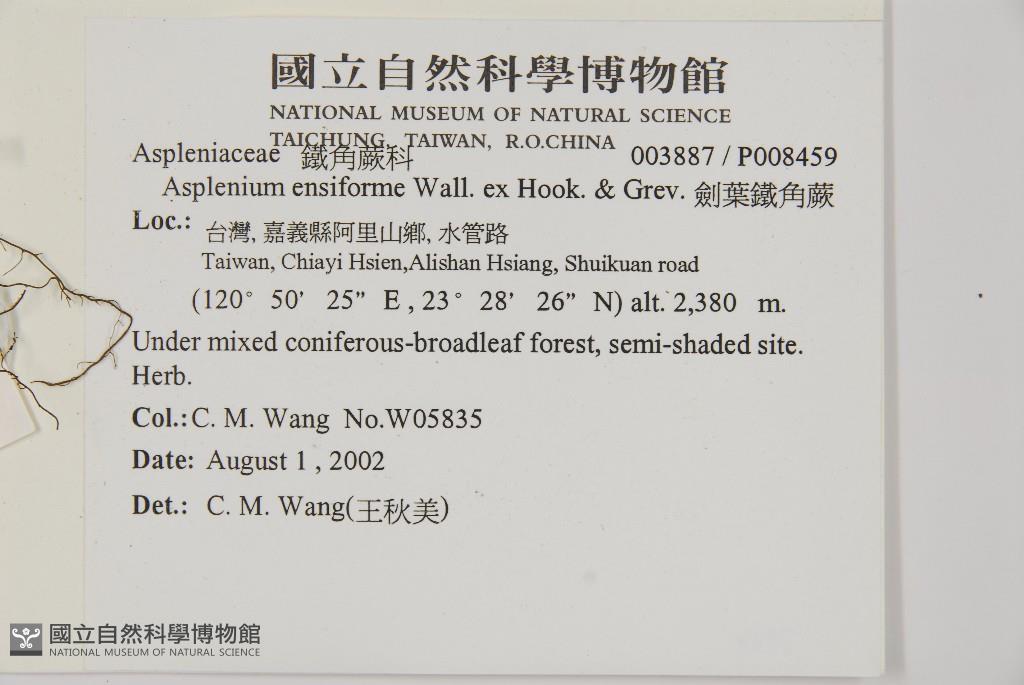 國立自然科學博物館
NATIONAL MUSEUM OF NATURAL SCIENCE
TAICHUNG, TAIWAN, R.O.CHINA
Aspleniaceae 鐵角蕨科 003887 / P008459
Asplenium ensiforme Wall. ex Hook. & Grev. 劍葉鐵角蕨
Loc.: 台灣, 嘉義縣阿里山鄉, 水管路
Taiwan, Chiayi Hsien,Alishan Hsiang, Shuikuan road
(120° 50' 25" E , 23° 28' 26" N) alt. 2,380 m.
Under mixed coniferous-broadleaf forest, semi-shaded site.
Herb.
Col.: C. M. Wang No.W05835
Date: August 1 , 2002
Det.: C. M. Wang(王秋美)
國立自然科學博物館
NATIONAL MUSEUM OF NATURAL SCIENCE